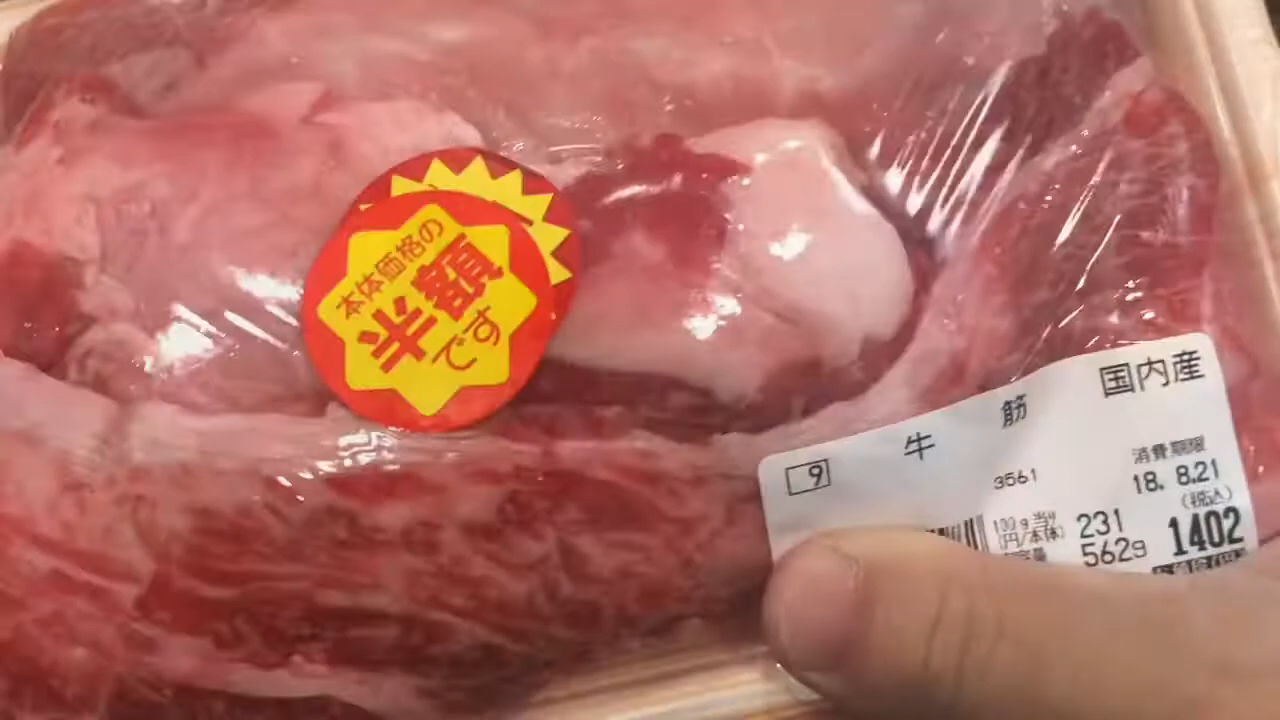 本体価格の
半額
です
国内産
牛 筋
9
3561
消費期限
18. 8.21
(税込)
100g当り
(円/本体)
231
562g
1402